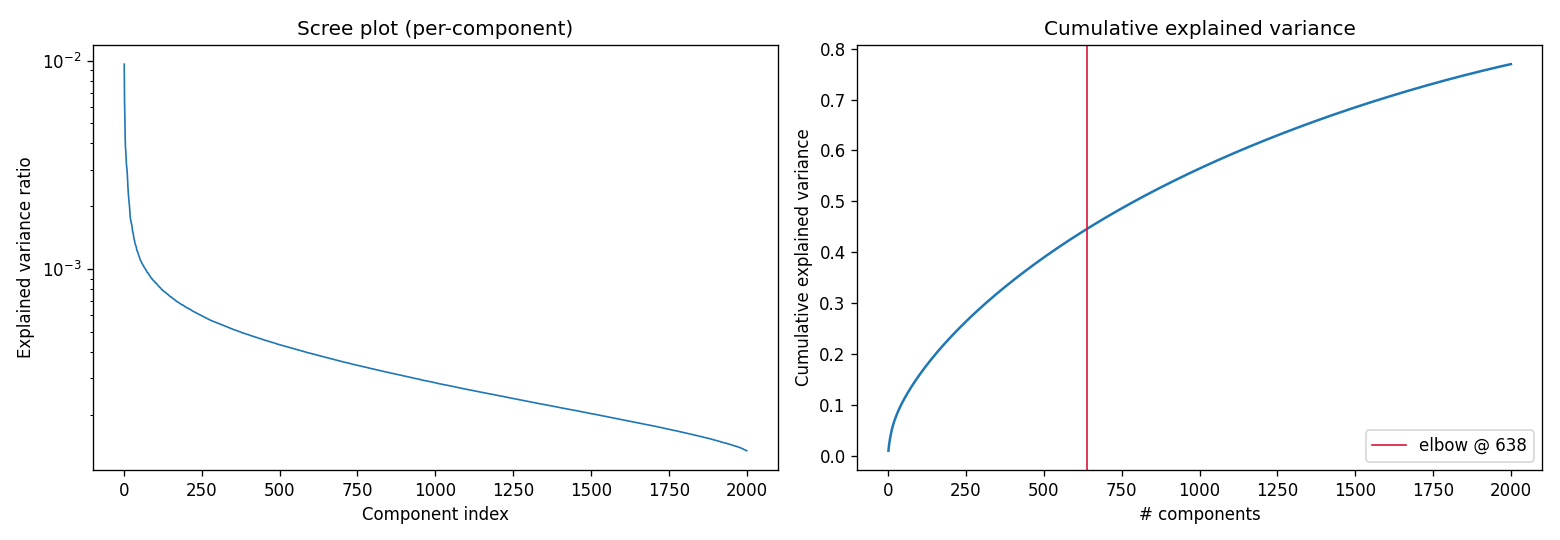 Scree plot (per-component)
10⁻²
10⁻³
Explained variance ratio
0 250 500 750 1000 1250 1500 1750 2000
Component index
Cumulative explained variance
0.8
0.7
0.6
0.5
0.4
0.3
0.2
0.1
0.0
Cumulative explained variance
elbow @ 638
0 250 500 750 1000 1250 1500 1750 2000
# components